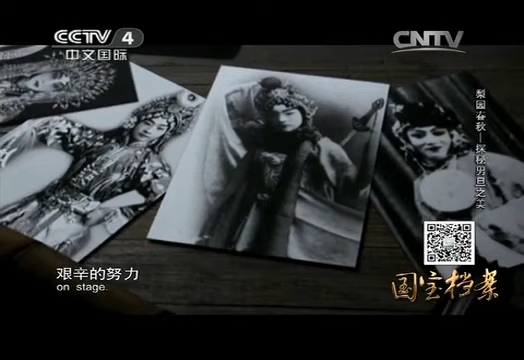 CCTV 4
中文国际
CNTV
梨园春秋—探秘男旦之美
艰辛的努力
on stage.
国宝档案